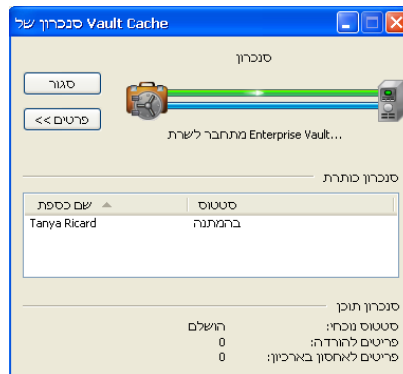 סנכרון של Vault Cache
סנכרון
סגור
פרטים >>
מתחבר לשרת Enterprise Vault...
סנכרון כותרת
שם כספת סטטוס
Tanya Ricard בהמתנה
סנכרון תוכן
סטטוס נוכחי: הושלם
פריטים להורדה: 0
פריטים לאחסון בארכיון: 0